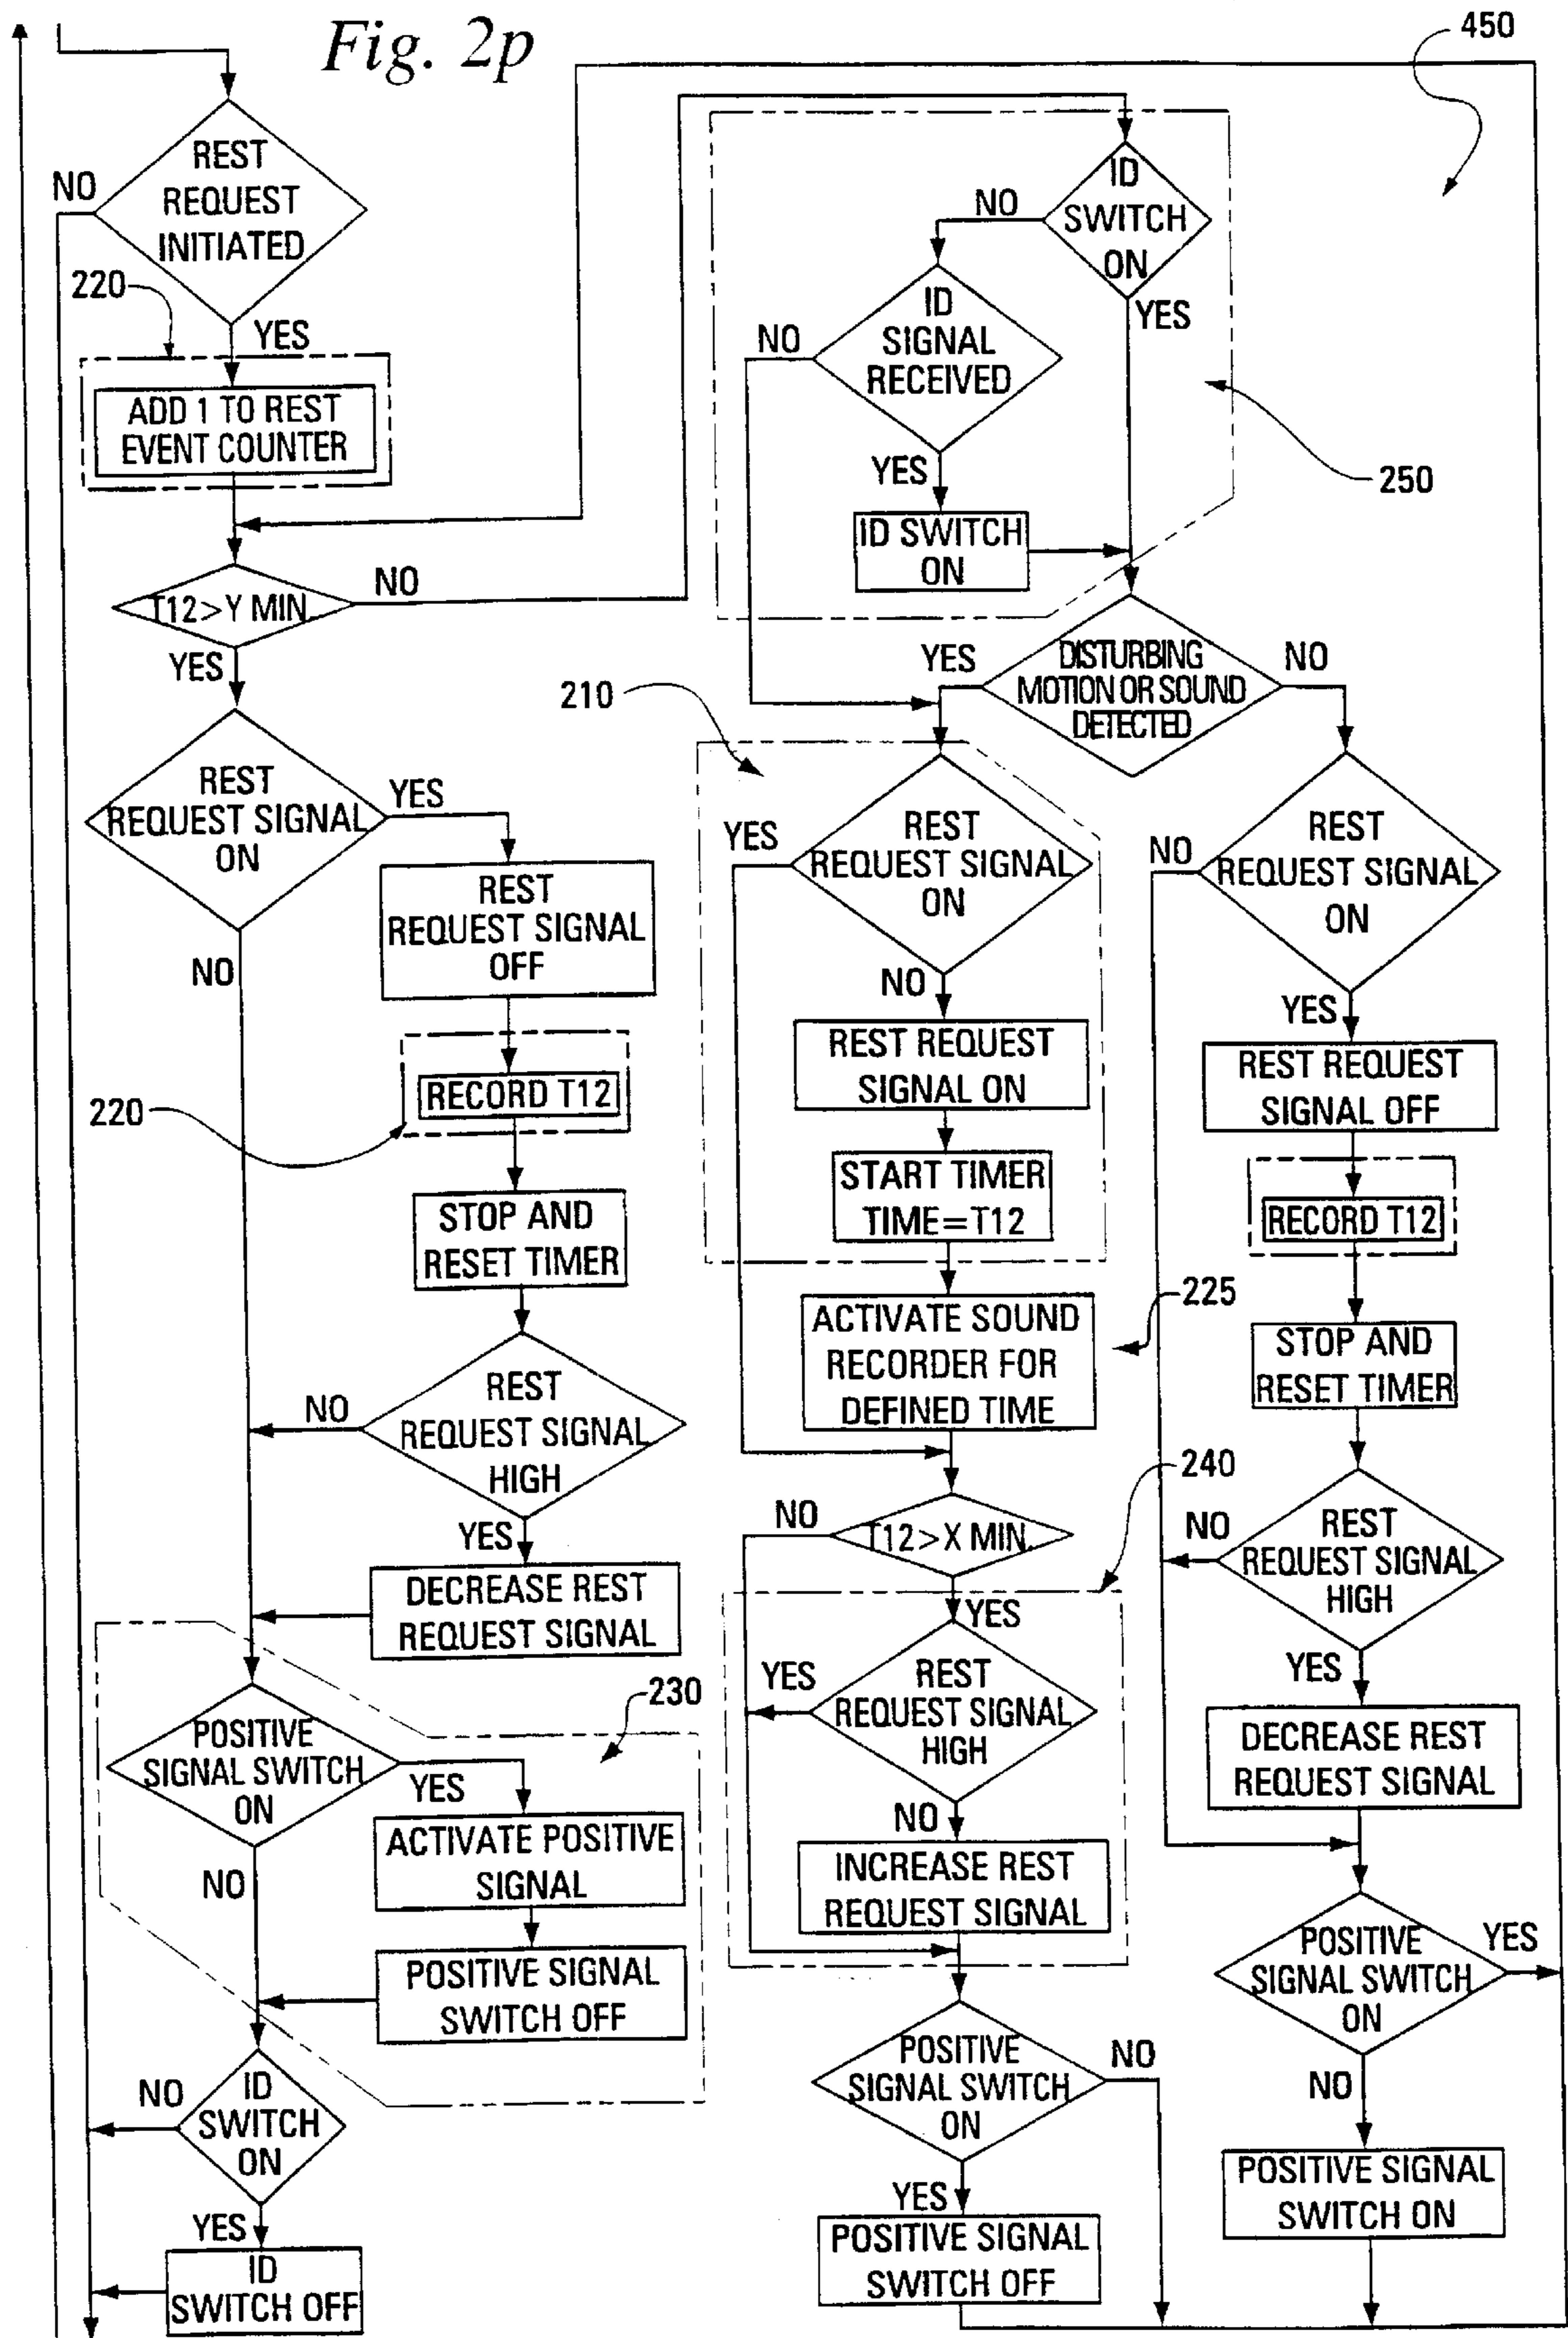 Fig. 2p
450
REST
REQUEST
INITIATED
NO
220
YES
ADD 1 TO REST
EVENT COUNTER
T12>Y MIN.
NO
YES
REST
REQUEST SIGNAL
ON
YES
NO
REST
REQUEST SIGNAL
OFF
220
RECORD T12
STOP AND
RESET TIMER
REST
REQUEST SIGNAL
HIGH
NO
YES
DECREASE REST
REQUEST SIGNAL
230
POSITIVE
SIGNAL SWITCH
ON
YES
NO
ACTIVATE POSITIVE
SIGNAL
POSITIVE SIGNAL
SWITCH OFF
ID
SWITCH
ON
NO
YES
ID
SWITCH OFF
ID
SWITCH
ON
NO
YES
ID
SIGNAL
RECEIVED
NO
YES
ID SWITCH
ON
250
DISTURBING
MOTION OR SOUND
DETECTED
YES
NO
210
REST
REQUEST SIGNAL
ON
YES
NO
REST REQUEST
SIGNAL ON
START TIMER
TIME=T12
ACTIVATE SOUND
RECORDER FOR
DEFINED TIME
225
T12>X MIN.
NO
YES
240
REST
REQUEST SIGNAL
HIGH
YES
NO
INCREASE REST
REQUEST SIGNAL
POSITIVE
SIGNAL SWITCH
ON
NO
YES
POSITIVE SIGNAL
SWITCH OFF
REST
REQUEST SIGNAL
ON
NO
YES
REST REQUEST
SIGNAL OFF
RECORD T12
STOP AND
RESET TIMER
REST
REQUEST SIGNAL
HIGH
NO
YES
DECREASE REST
REQUEST SIGNAL
POSITIVE
SIGNAL SWITCH
ON
YES
NO
POSITIVE SIGNAL
SWITCH ON